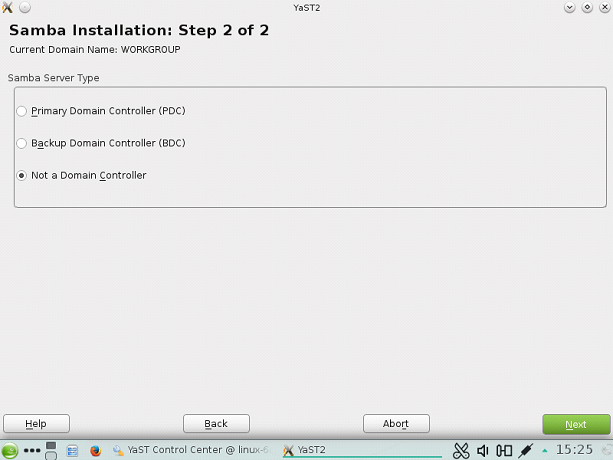 YaST2
Samba Installation: Step 2 of 2
Current Domain Name: WORKGROUP
Samba Server Type
Primary Domain Controller (PDC)
Backup Domain Controller (BDC)
Not a Domain Controller
Help
Back
Abort
Next
YaST Control Center @ linux-6
YaST2
15:25